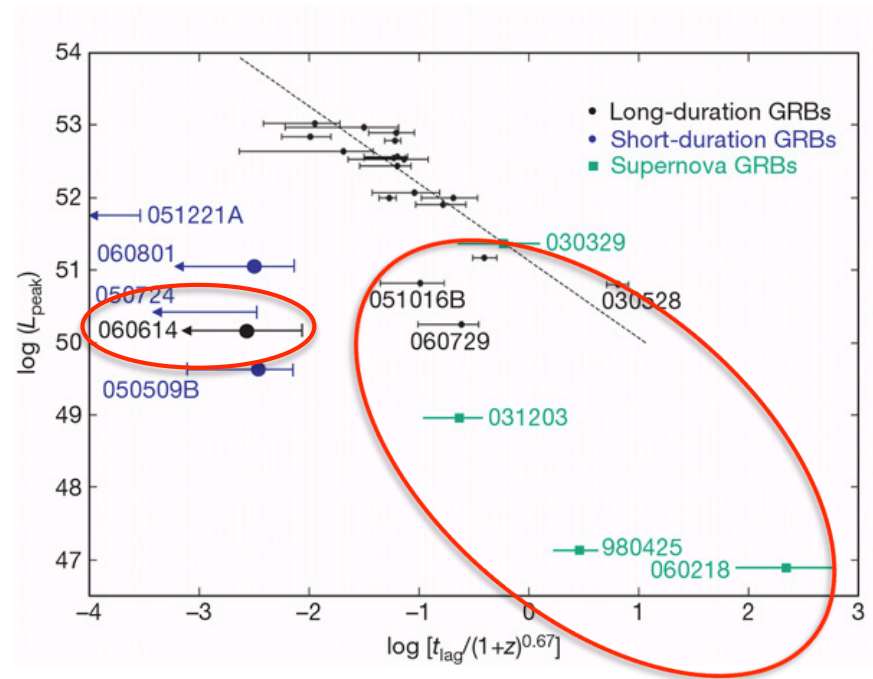 54
53
52
51
50
49
48
47
log (Lpeak)
Long-duration GRBs
Short-duration GRBs
Supernova GRBs
051221A
060801
030329
050724
051016B
030528
060614
060729
050509B
031203
980425
060218
–4 –3 –2 –1 0 1 2 3
log [tlag/(1+z)0.67]